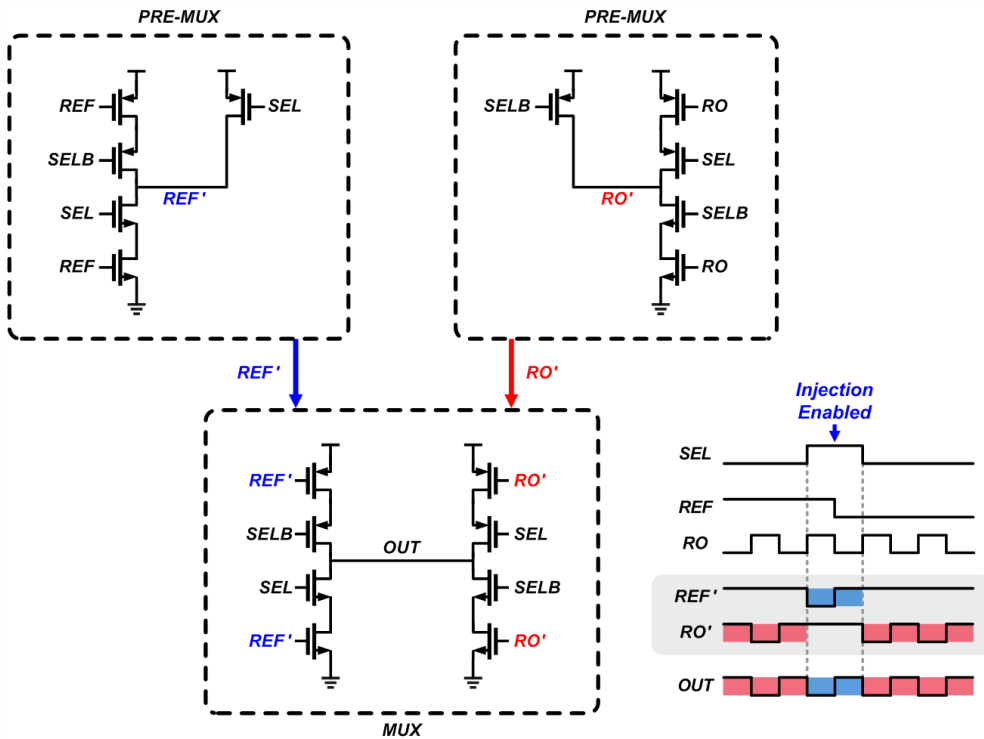 PRE-MUX
REF
SELB
SEL
REF
SEL
REF'
PRE-MUX
SELB
RO
SEL
SELB
RO
RO'
REF'
RO'
REF'
SELB
SEL
REF'
OUT
RO'
SEL
SELB
RO'
MUX
Injection
Enabled
SEL
REF
RO
REF'
RO'
OUT